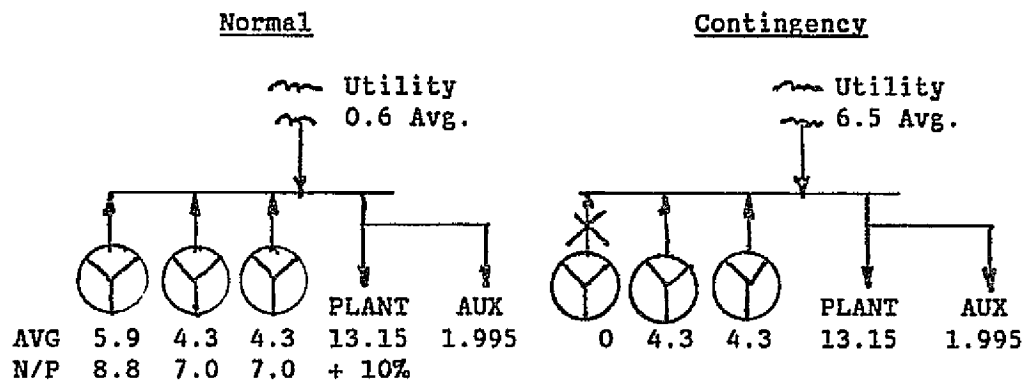 Normal
Utility
0.6 Avg.
PLANT AUX
AVG 5.9 4.3 4.3 13.15 1.995
N/P 8.8 7.0 7.0 + 10%
Contingency
Utility
6.5 Avg.
PLANT AUX
0 4.3 4.3 13.15 1.995